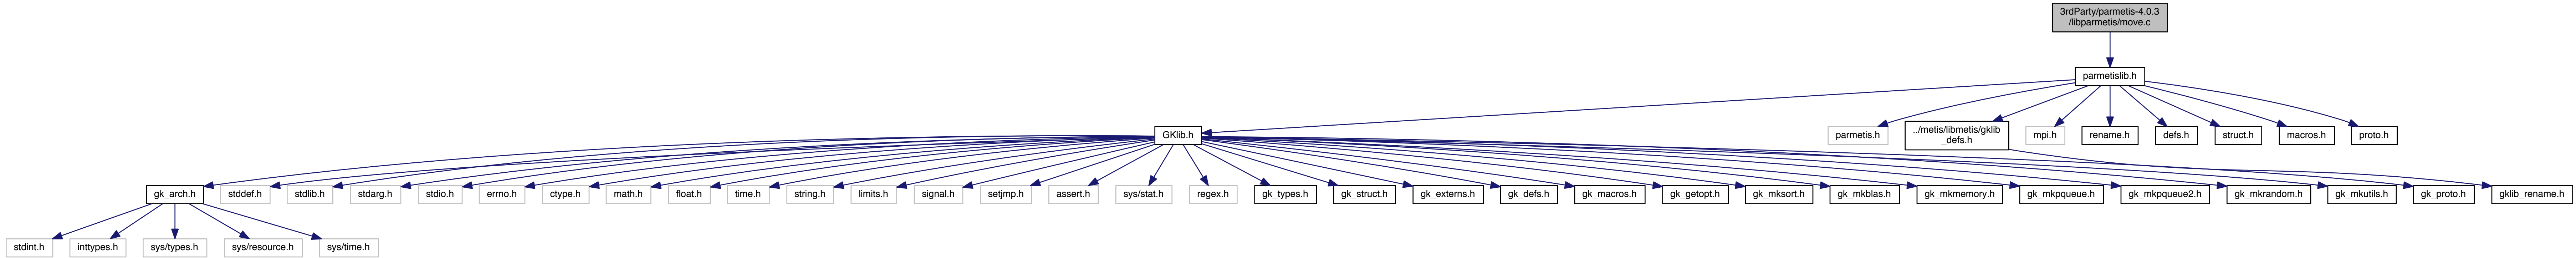 3rdParty/parmetis-4.0.3
/libparmetis/move.c
parmetislib.h
GKlib.h
parmetis.h
../metis/libmetis/gklib
_defs.h
mpi.h
rename.h
defs.h
struct.h
macros.h
proto.h
gk_arch.h
stddef.h
stdlib.h
stdarg.h
stdio.h
errno.h
ctype.h
math.h
float.h
time.h
string.h
limits.h
signal.h
setjmp.h
assert.h
sys/stat.h
regex.h
gk_types.h
gk_struct.h
gk_externs.h
gk_defs.h
gk_macros.h
gk_getopt.h
gk_mksort.h
gk_mkblas.h
gk_mkmemory.h
gk_mkpqueue.h
gk_mkpqueue2.h
gk_mkrandom.h
gk_mkutils.h
gk_proto.h
gklib_rename.h
stdint.h
inttypes.h
sys/types.h
sys/resource.h
sys/time.h